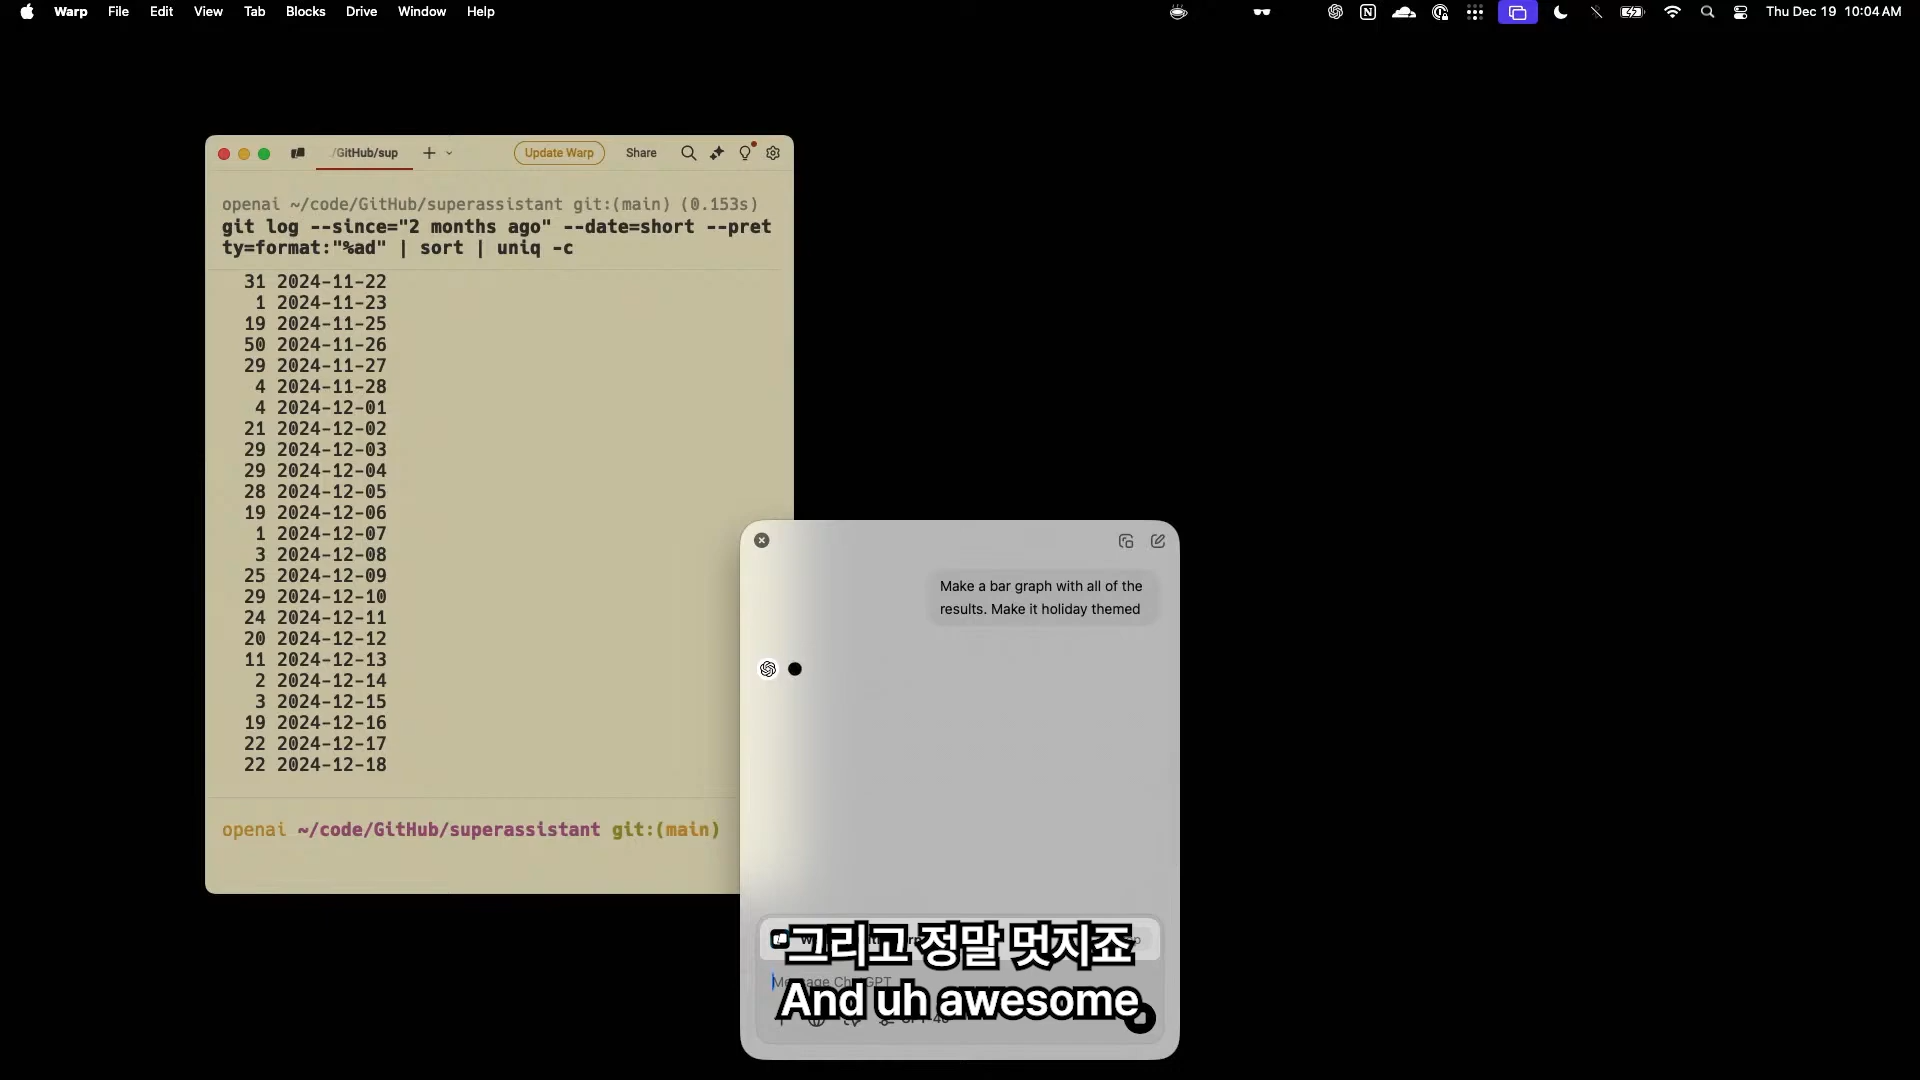 Warp File Edit View Tab Blocks Drive Window Help
Thu Dec 19 10:04 AM
/GitHub/sup
Update Warp
Share
openai ~/code/GitHub/superassistant git:(main) (0.153s)
git log --since="2 months ago" --date=short --pret
ty=format:"%ad" | sort | uniq -c
31 2024-11-22
1 2024-11-23
19 2024-11-25
50 2024-11-26
29 2024-11-27
4 2024-11-28
4 2024-12-01
21 2024-12-02
29 2024-12-03
29 2024-12-04
28 2024-12-05
19 2024-12-06
1 2024-12-07
3 2024-12-08
25 2024-12-09
29 2024-12-10
24 2024-12-11
20 2024-12-12
11 2024-12-13
2 2024-12-14
3 2024-12-15
19 2024-12-16
22 2024-12-17
22 2024-12-18
openai ~/code/GitHub/superassistant git:(main)
Make a bar graph with all of the
results. Make it holiday themed
그리고 정말 멋지죠
Message ChatGPT
And uh awesome